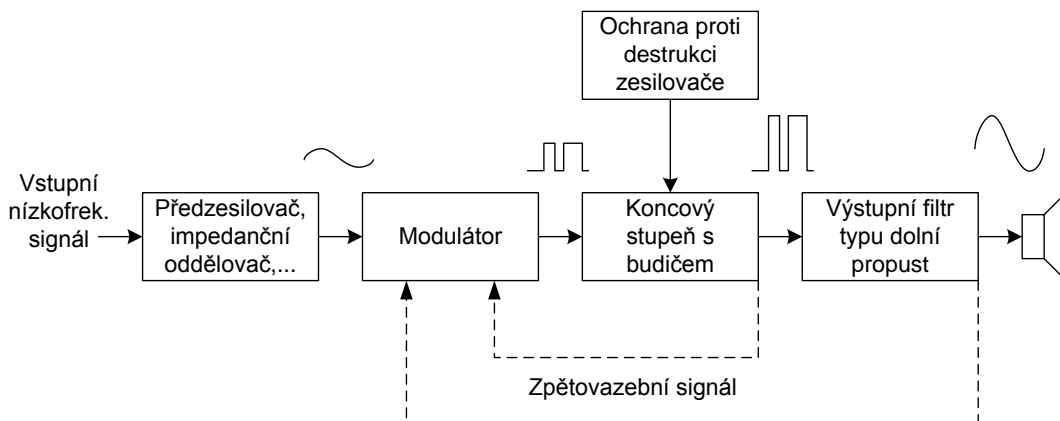 Ochrana proti
destrukci
zesilovače
Vstupní
nízkofrek.
signál
Předzesilovač,
impedanční
oddělovač,...
Modulátor
Koncový
stupeň s
budičem
Výstupní filtr
typu dolní
propust
Zpětovazební signál